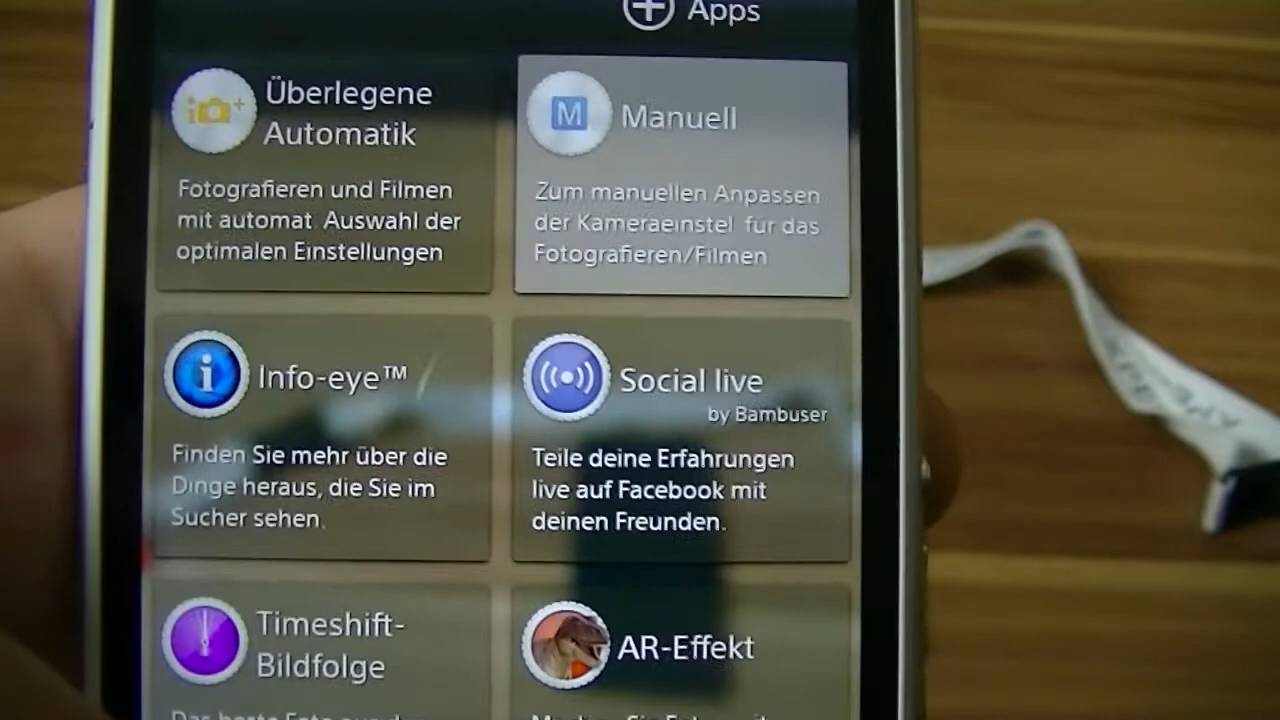 Apps
Überlegene
Automatik
Fotografieren und Filmen
mit automat. Auswahl der
optimalen Einstellungen
M
Manuell
Zum manuellen Anpassen
der Kameraeinstel. für das
Fotografieren/Filmen
Info-eye™
Finden Sie mehr über die
Dinge heraus, die Sie im
Sucher sehen.
Social live
by Bambuser
Teile deine Erfahrungen
live auf Facebook mit
deinen Freunden.
Timeshift-
Bildfolge
AR-Effekt